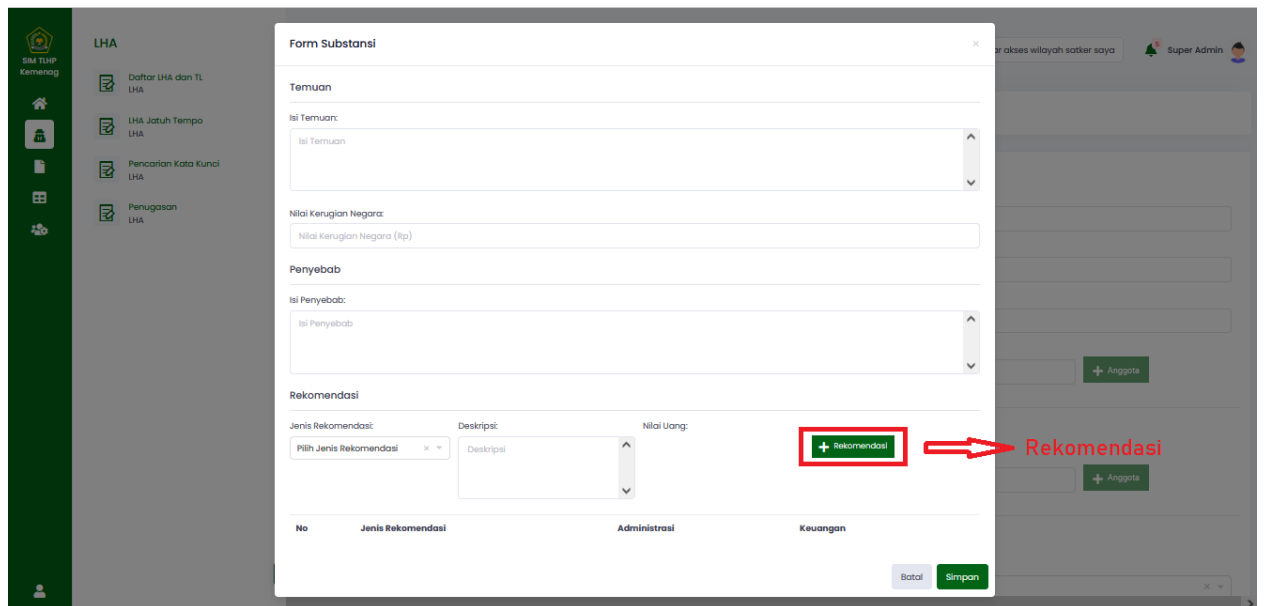 SIM TLHP
Kemenag
LHA
Daftar LHA dan TL
LHA
LHA Jatuh Tempo
LHA
Pencarian Kata Kunci
LHA
Penugasan
LHA
Form Substansi
×
Temuan
Isi Temuan:
Isi Temuan
Nilai Kerugian Negara:
Nilai Kerugian Negara (Rp)
Penyebab
Isi Penyebab:
Isi Penyebab
Rekomendasi
Jenis Rekomendasi:
Deskripsi:
Nilai Uang:
Pilih Jenis Rekomendasi ×
Deskripsi
+ Rekomendasi
Rekomendasi
No Jenis Rekomendasi Administrasi Keuangan
Batal Simpan
akses wilayah satker saya
Super Admin
+ Anggota
+ Anggota
×